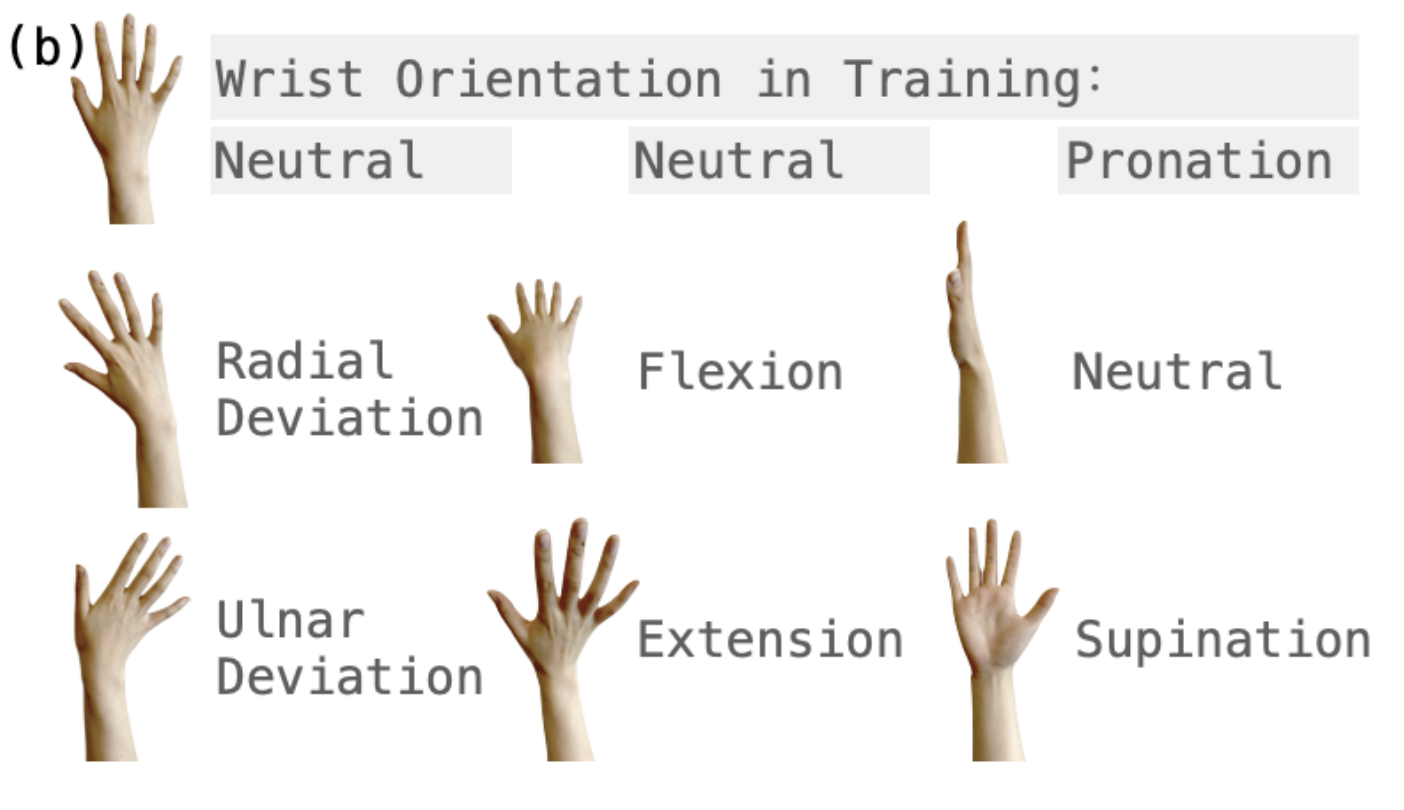 (b)
Wrist Orientation in Training:
Neutral
Neutral
Pronation
Radial
Deviation
Flexion
Neutral
Ulnar
Deviation
Extension
Supination